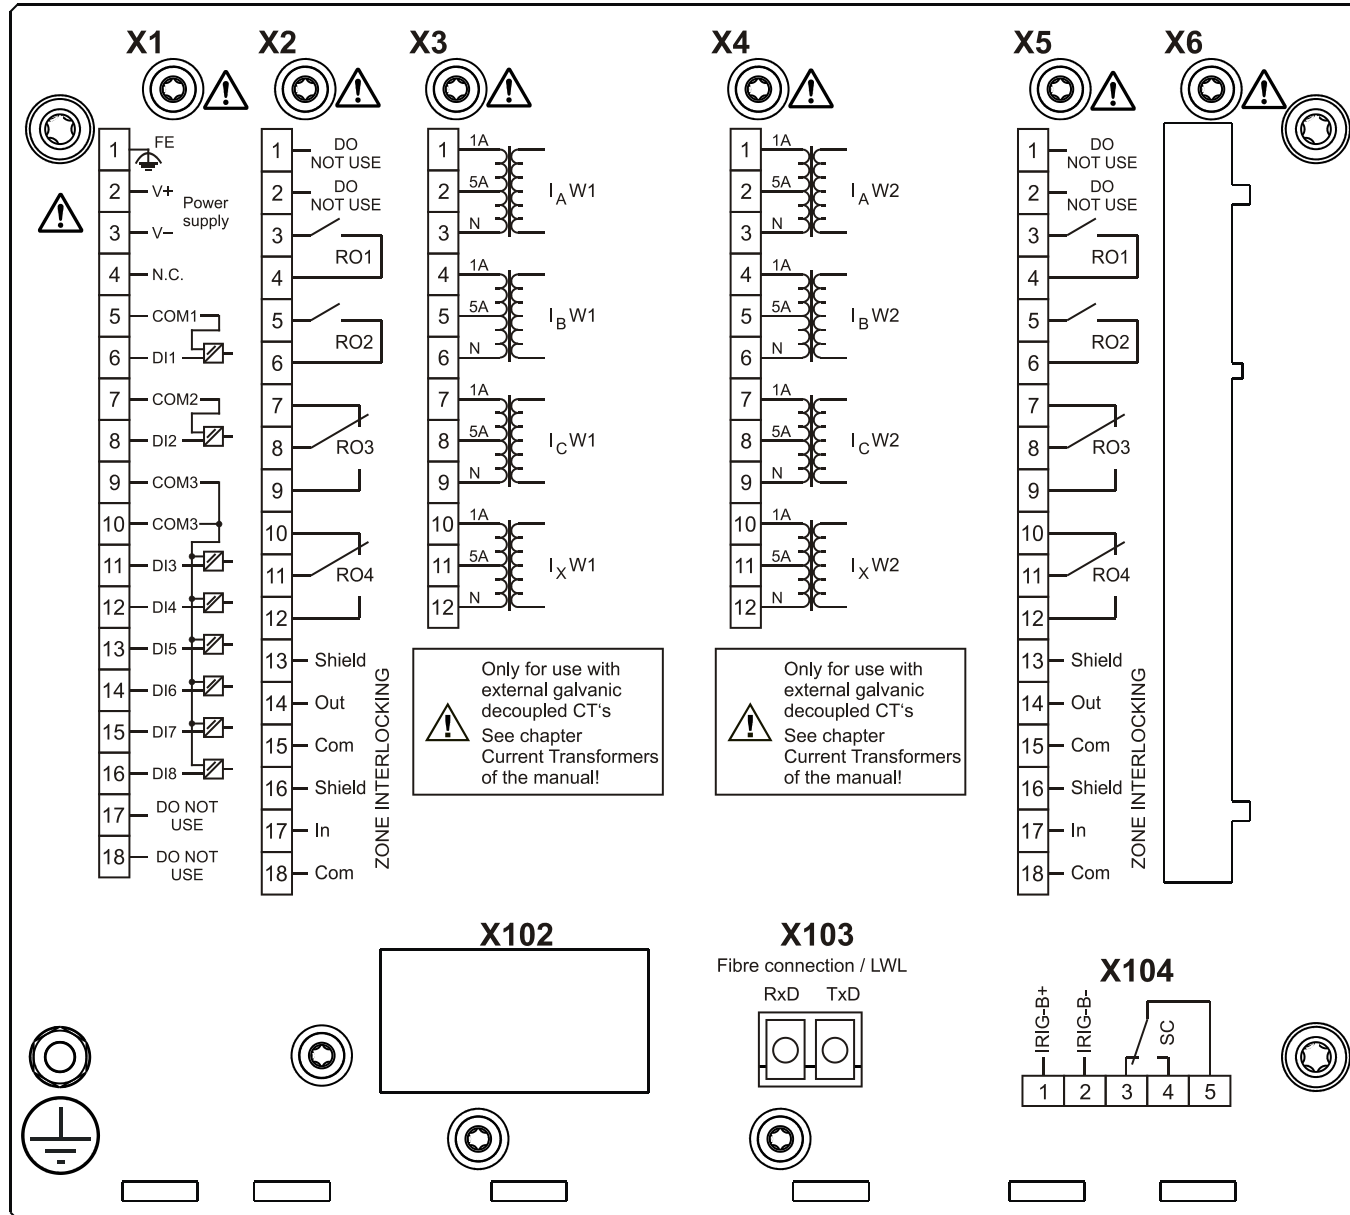 X1
X2
X3
X4
X5
X6
1 FE
2 V+
Power
supply
3 V–
4 N.C.
5 COM1
6 DI1
7 COM2
8 DI2
9 COM3
10 COM3
11 DI3
12 DI4
13 DI5
14 DI6
15 DI7
16 DI8
17 DO NOT
USE
18 DO NOT
USE
1 DO
NOT USE
2 DO
NOT USE
3
RO1
4
5
RO2
6
7
8 RO3
9
10
11 RO4
12
13 Shield
14 Out
15 Com
16 Shield
17 In
18 Com
ZONE INTERLOCKING
1 1A
2 5A IAW1
3 N
4 1A
5 5A IBW1
6 N
7 1A
8 5A ICW1
9 N
10 1A
11 5A IXW1
12 N
Only for use with
external galvanic
decoupled CT's
See chapter
Current Transformers
of the manual!
1 1A
2 5A IAW2
3 N
4 1A
5 5A IBW2
6 N
7 1A
8 5A ICW2
9 N
10 1A
11 5A IXW2
12 N
Only for use with
external galvanic
decoupled CT's
See chapter
Current Transformers
of the manual!
1 DO
NOT USE
2 DO
NOT USE
3
RO1
4
5
RO2
6
7
8 RO3
9
10
11 RO4
12
13 Shield
14 Out
15 Com
16 Shield
17 In
18 Com
ZONE INTERLOCKING
X102
X103
Fibre connection / LWL
RxD TxD
X104
IRIG-B+
IRIG-B-
SC
1 2 3 4 5